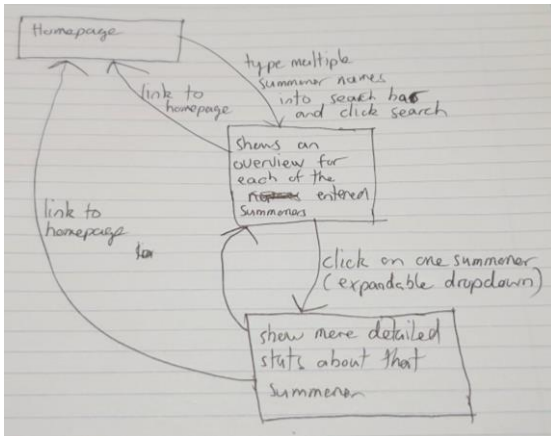 Homepage
type multiple
summoner names
into search bar
and click search
link to
homepage
shows an
overview for
each of the
entered
summoners
link to
homepage
click on one summoner
(expandable dropdown)
show more detailed
stats about that
summoner